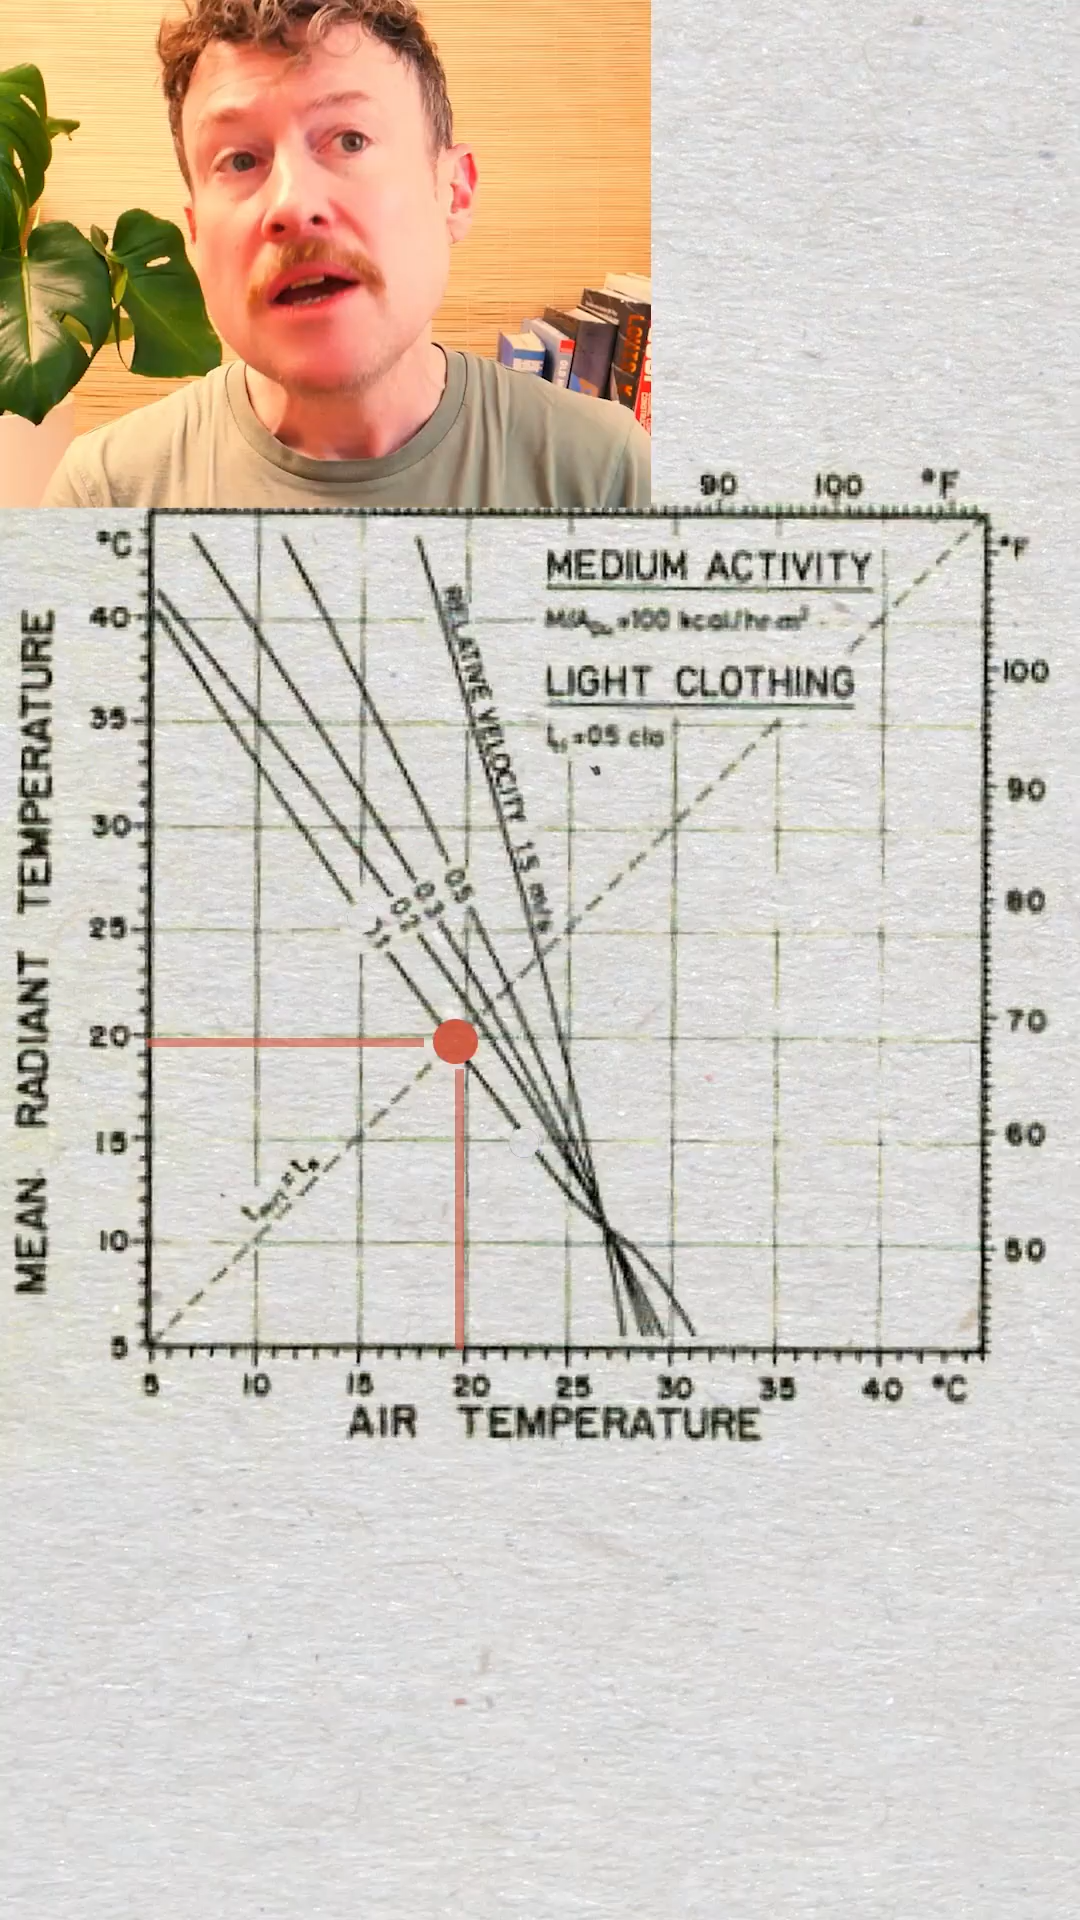 90 100 °F
°C
°F
MEDIUM ACTIVITY
LIGHT CLOTHING
RELATIVE VELOCITY 1.5 m/s
40
35
30
25
20
15
10
5
100
90
80
70
60
50
0.5
0.3
0.2
5 10 15 20 25 30 35 40 °C
MEAN RADIANT TEMPERATURE
AIR TEMPERATURE